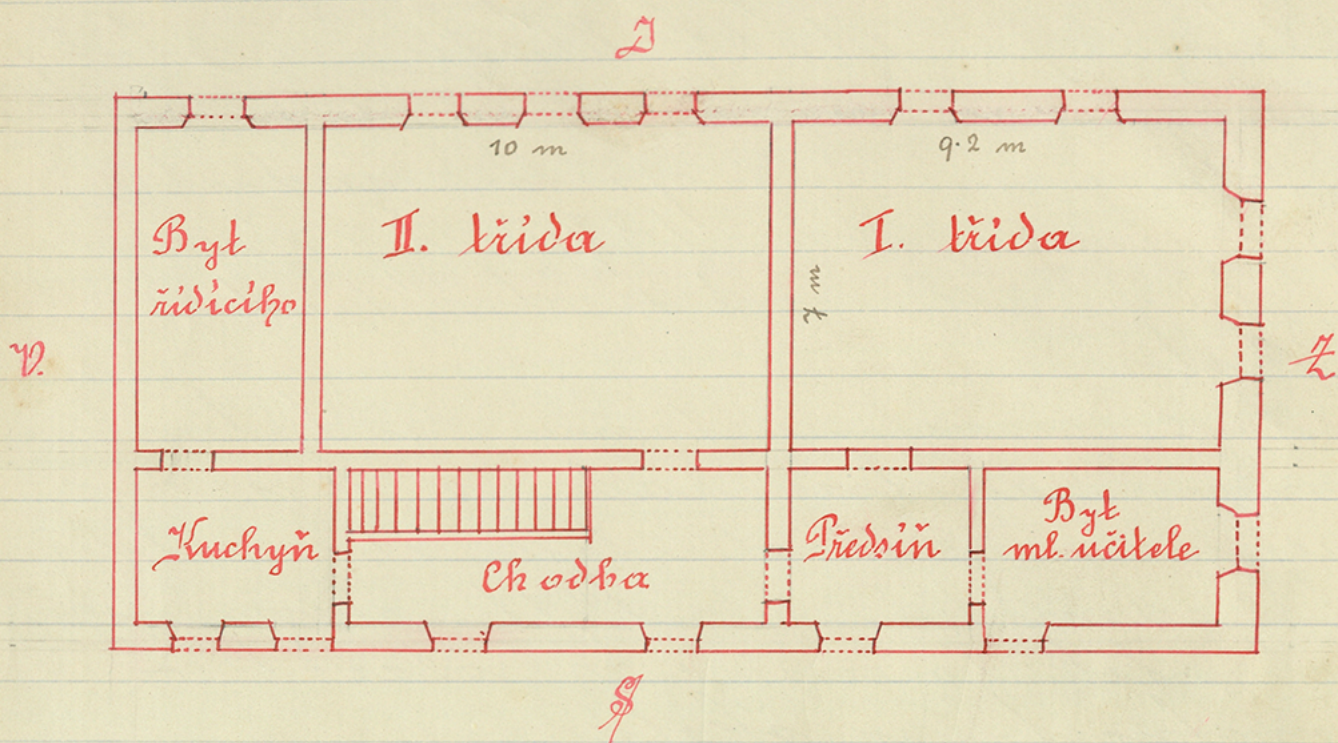 J
10 m
9·2 m
Byt
řídícího
II. třída
I. třída
7 m
V.
Z
Kuchyň
Chodba
Předsíň
Byt
ml. učitele
S